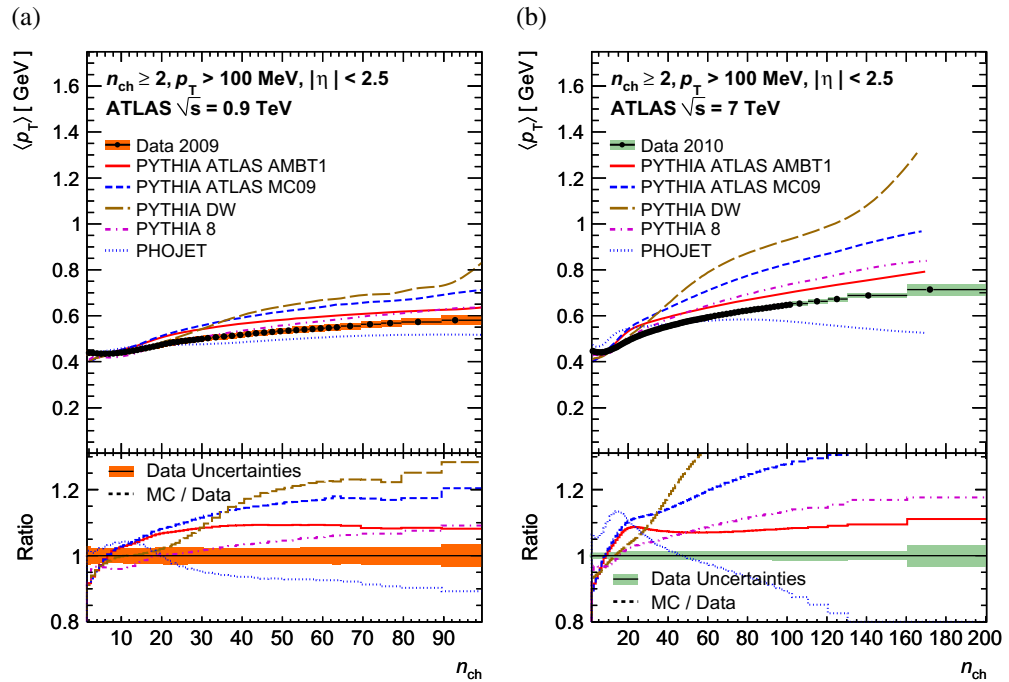 (a)
⟨p_T⟩ [ GeV ]
1.6
1.4
1.2
1
0.8
0.6
0.4
0.2
n_ch ≥ 2, p_T > 100 MeV, |η| < 2.5
ATLAS √s = 0.9 TeV
Data 2009
PYTHIA ATLAS AMBT1
PYTHIA ATLAS MC09
PYTHIA DW
PYTHIA 8
PHOJET
Ratio
1.2
1
0.8
Data Uncertainties
MC / Data
10 20 30 40 50 60 70 80 90
n_ch
(b)
⟨p_T⟩ [ GeV ]
1.6
1.4
1.2
1
0.8
0.6
0.4
0.2
n_ch ≥ 2, p_T > 100 MeV, |η| < 2.5
ATLAS √s = 7 TeV
Data 2010
PYTHIA ATLAS AMBT1
PYTHIA ATLAS MC09
PYTHIA DW
PYTHIA 8
PHOJET
Ratio
1.2
1
0.8
Data Uncertainties
MC / Data
20 40 60 80 100 120 140 160 180 200
n_ch